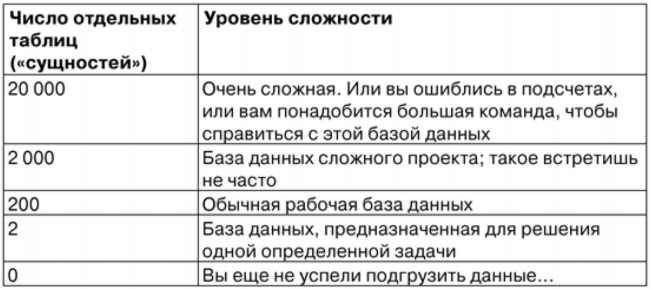 Число отдельных
таблиц
(«сущностей»)
Уровень сложности
20 000
Очень сложная. Или вы ошиблись в подсчетах,
или вам понадобится большая команда, чтобы
справиться с этой базой данных
2 000
База данных сложного проекта; такое встретишь
не часто
200
Обычная рабочая база данных
2
База данных, предназначенная для решения
одной определенной задачи
0
Вы еще не успели подгрузить данные...